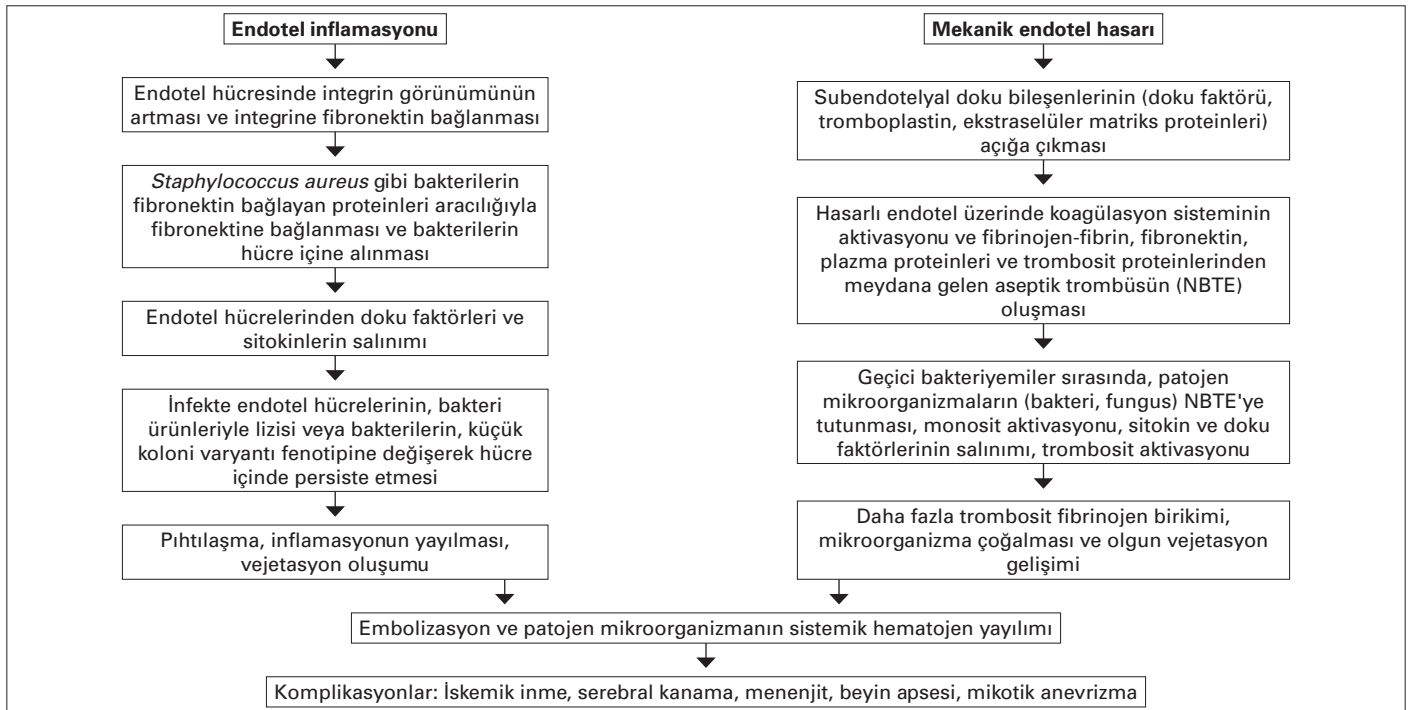 Endotel inflamasyonu
Endotel hücresinde integrin görünümünün
artması ve integrine fibronektin bağlanması
Staphylococcus aureus gibi bakterilerin
fibronektin bağlayan proteinleri aracılığıyla
fibronektine bağlanması ve bakterilerin
hücre içine alınması
Endotel hücrelerinden doku faktörleri ve
sitokinlerin salınımı
İnfekte endotel hücrelerinin, bakteri
ürünleriyle lizisi veya bakterilerin, küçük
koloni varyantı fenotipine değişerek hücre
içinde persiste etmesi
Pıhtılaşma, inflamasyonun yayılması,
vejetasyon oluşumu
Mekanik endotel hasarı
Subendotelyal doku bileşenlerinin (doku faktörü,
tromboplastin, ekstraselüler matriks proteinleri)
açığa çıkması
Hasarlı endotel üzerinde koagülasyon sisteminin
aktivasyonu ve fibrinojen-fibrin, fibronektin,
plazma proteinleri ve trombosit proteinlerinden
meydana gelen aseptik trombüsün (NBTE)
oluşması
Geçici bakteriyemiler sırasında, patojen
mikroorganizmaların (bakteri, fungus) NBTE'ye
tutunması, monosit aktivasyonu, sitokin ve doku
faktörlerinin salınımı, trombosit aktivasyonu
Daha fazla trombosit fibrinojen birikimi,
mikroorganizma çoğalması ve olgun vejetasyon
gelişimi
Embolizasyon ve patojen mikroorganizmanın sistemik hematojen yayılımı
Komplikasyonlar: İskemik inme, serebral kanama, menenjit, beyin apsesi, mikotik anevrizma